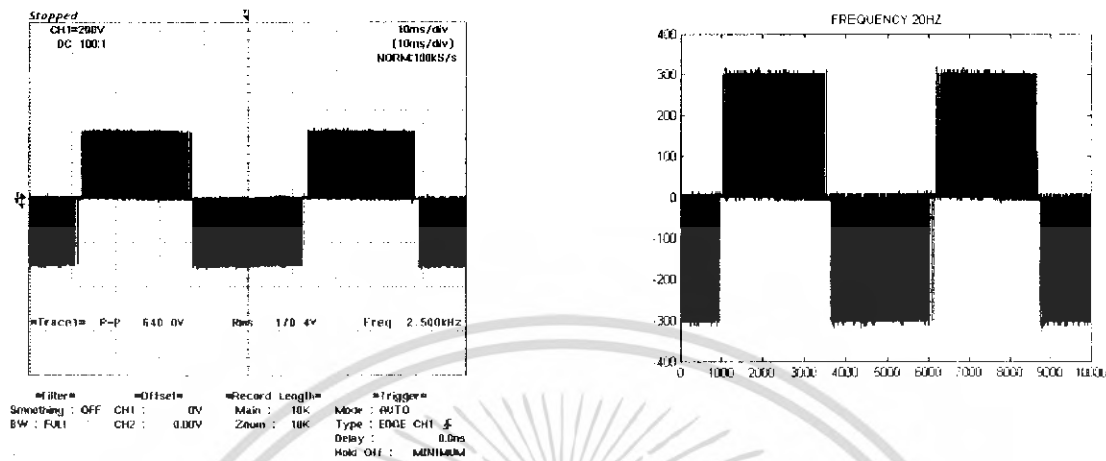 Stopped
CH1=200V
DC 100:1
10ms/div
(10ms/div)
NORM:100kS/s
=Trace1= P-P 640.0V Rms 170.4V Freq 2.500kHz
=Filter= =Offset= =Record Length= =Trigger=
Smoothing : OFF CH1 : 0V Main : 10K Mode : AUTO
BW : FULL CH2 : 0.00V Zoom : 10K Type : EDGE CH1
Delay : 0.0ns
Hold Off : MINIMUM
FREQUENCY 20HZ
400
300
200
100
0
-100
-200
-300
-400
0 1000 2000 3000 4000 5000 6000 7000 8000 9000 10000